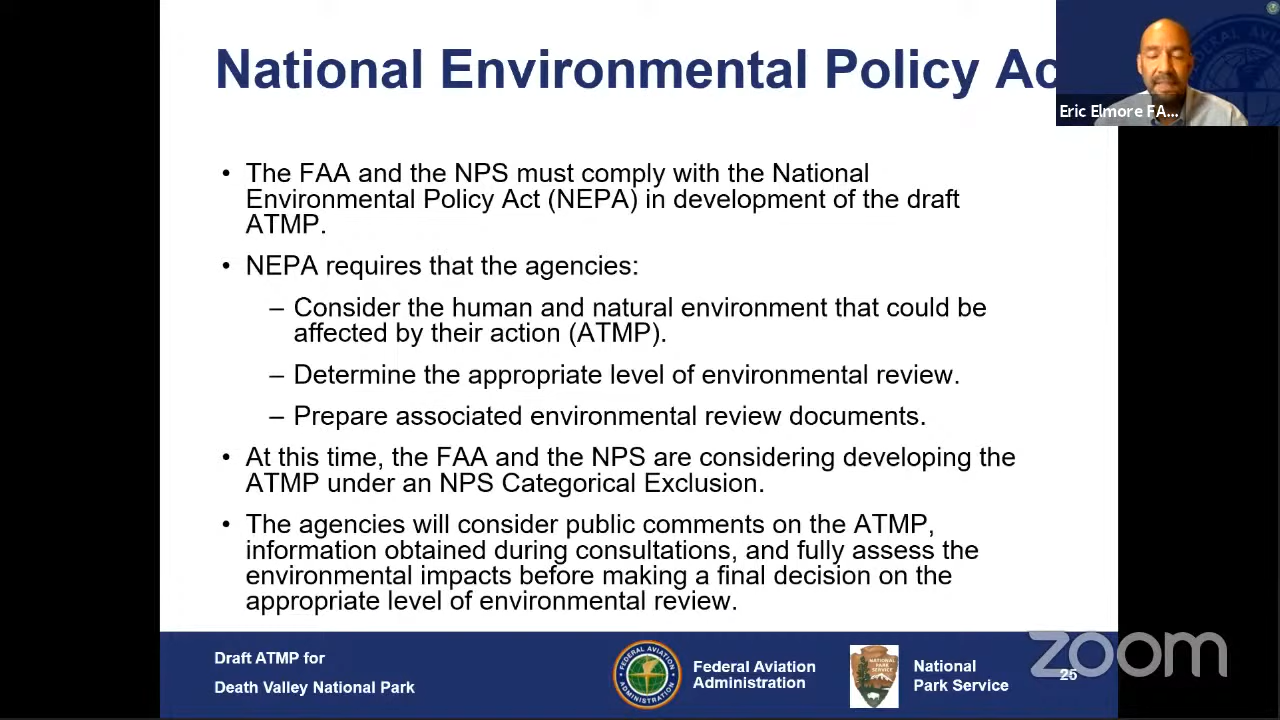 National Environmental Policy Ac
Eric Elmore FA...
• The FAA and the NPS must comply with the National
Environmental Policy Act (NEPA) in development of the draft
ATMP.
• NEPA requires that the agencies:
– Consider the human and natural environment that could be
affected by their action (ATMP).
– Determine the appropriate level of environmental review.
– Prepare associated environmental review documents.
• At this time, the FAA and the NPS are considering developing the
ATMP under an NPS Categorical Exclusion.
• The agencies will consider public comments on the ATMP,
information obtained during consultations, and fully assess the
environmental impacts before making a final decision on the
appropriate level of environmental review.
Draft ATMP for
Death Valley National Park
FEDERAL AVIATION
ADMINISTRATION
Federal Aviation
Administration
NATIONAL
PARK
SERVICE
National
Park Service
25
zoom